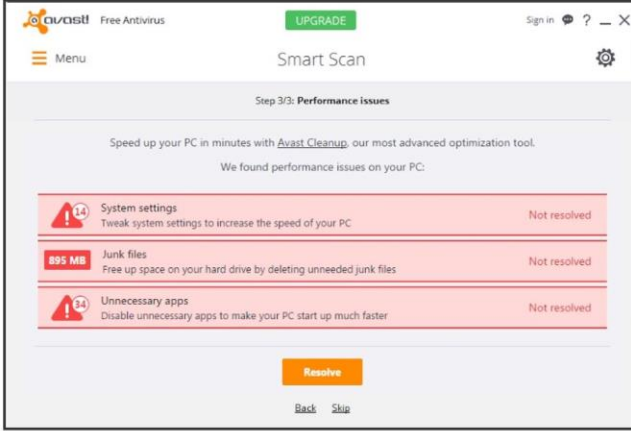 avast! Free Antivirus UPGRADE Sign in ?
Menu Smart Scan
Step 3/3: Performance issues
Speed up your PC in minutes with Avast Cleanup, our most advanced optimization tool.
We found performance issues on your PC:
14 System settings
Tweak system settings to increase the speed of your PC Not resolved
895 MB Junk files
Free up space on your hard drive by deleting unneeded junk files Not resolved
34 Unnecessary apps
Disable unnecessary apps to make your PC start up much faster Not resolved
Resolve
Back Skip